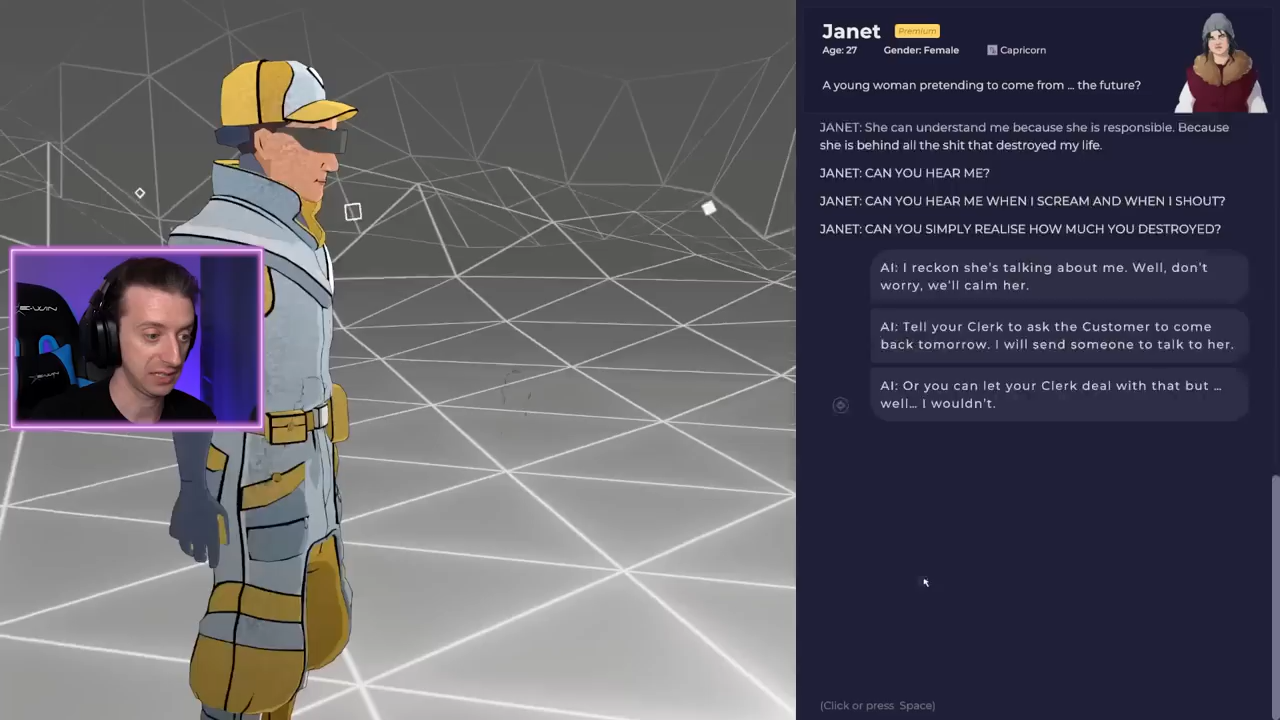 Janet Premium
Age: 27 Gender: Female Capricorn
A young woman pretending to come from ... the future?
JANET: She can understand me because she is responsible. Because
she is behind all the shit that destroyed my life.
JANET: CAN YOU HEAR ME?
JANET: CAN YOU HEAR ME WHEN I SCREAM AND WHEN I SHOUT?
JANET: CAN YOU SIMPLY REALISE HOW MUCH YOU DESTROYED?
AI: I reckon she's talking about me. Well, don't
worry, we'll calm her.
AI: Tell your Clerk to ask the Customer to come
back tomorrow. I will send someone to talk to her.
AI: Or you can let your Clerk deal with that but ...
well... I wouldn't.
(Click or press Space)